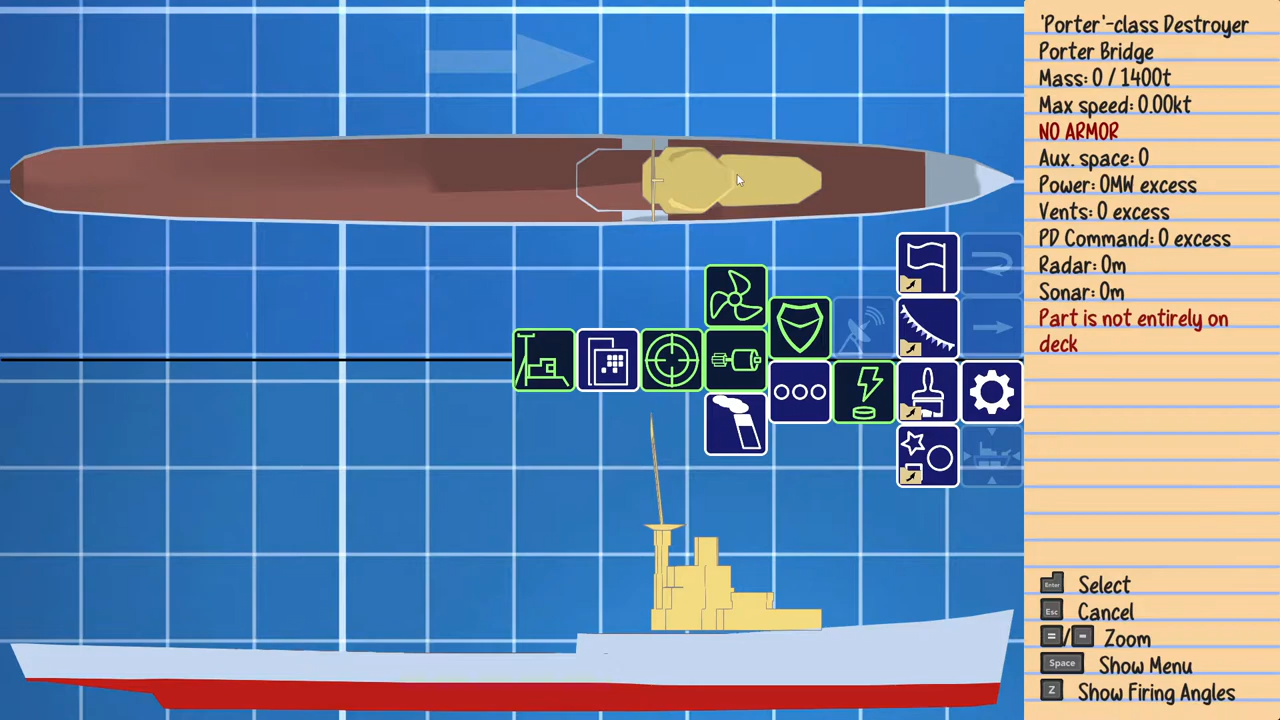 'Porter'-class Destroyer
Porter Bridge
Mass: 0 / 1400t
Max speed: 0.00kt
NO ARMOR
Aux. space: 0
Power: 0MW excess
Vents: 0 excess
PD Command: 0 excess
Radar: 0m
Sonar: 0m
Part is not entirely on
deck
Enter Select
Esc Cancel
=/- Zoom
Space Show Menu
Z Show Firing Angles